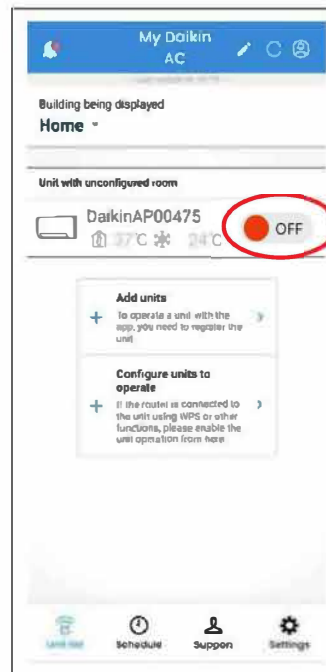 My Daikin
AC
Building being displayed
Home
Unit with unconfigured room
DaikinAP00475
37°C 24°C
OFF
Add units
To operate a unit with the
app, you need to register the
unit
Configure units to
operate
If the router is connected to
the unit using WPS or other
functions, please enable the
unit operation from here
Unit list
Schedule
Support
Settings